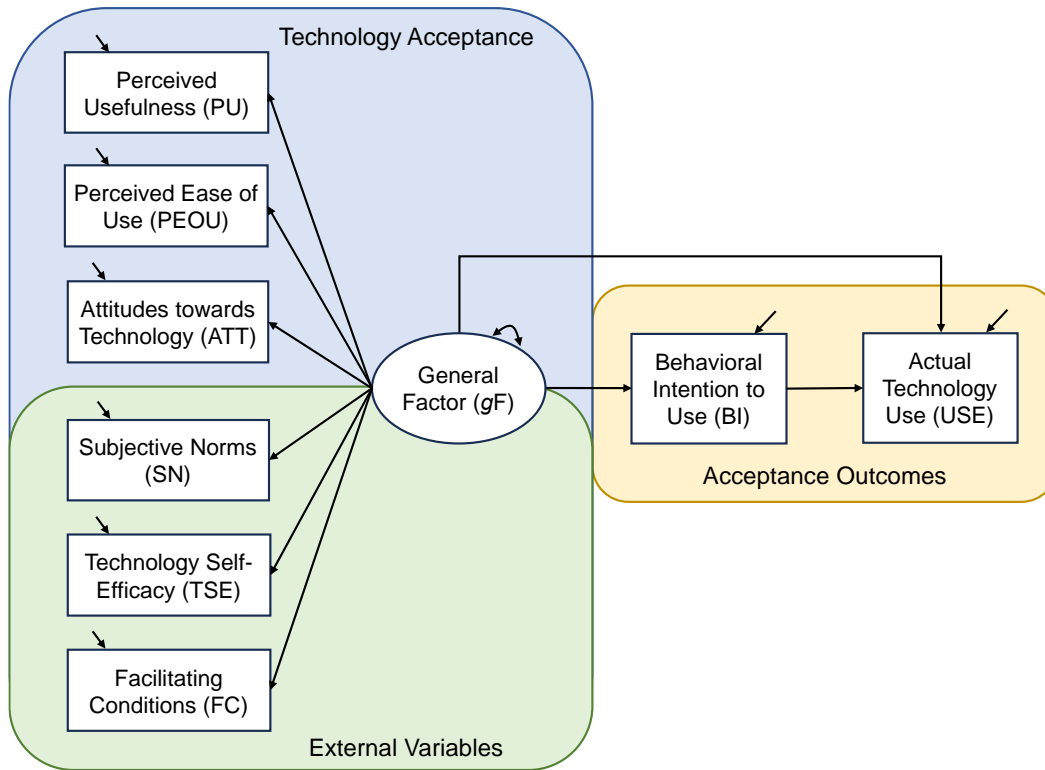 Technology Acceptance
Perceived
Usefulness (PU)
Perceived Ease of
Use (PEOU)
Attitudes towards
Technology (ATT)
General
Factor (gF)
Behavioral
Intention to
Use (BI)
Actual
Technology
Use (USE)
Acceptance Outcomes
Subjective Norms
(SN)
Technology Self-
Efficacy (TSE)
Facilitating
Conditions (FC)
External Variables